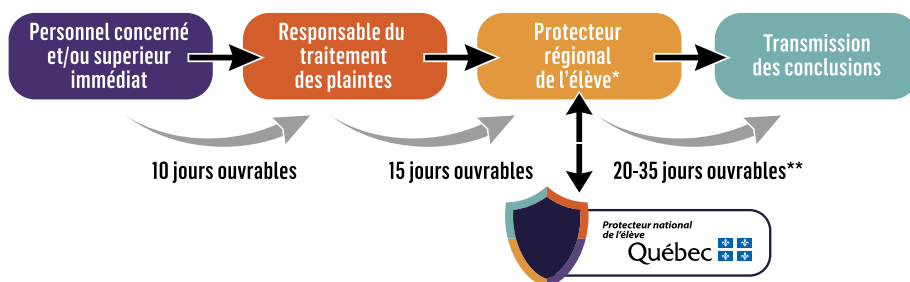 Personnel concerné
et/ou superieur
immédiat
Responsable du
traitement
des plaintes
Protecteur
régional
de l'élève*
Transmission
des conclusions
10 jours ouvrables
15 jours ouvrables
20-35 jours ouvrables**
Protecteur national
de l'élève
Québec